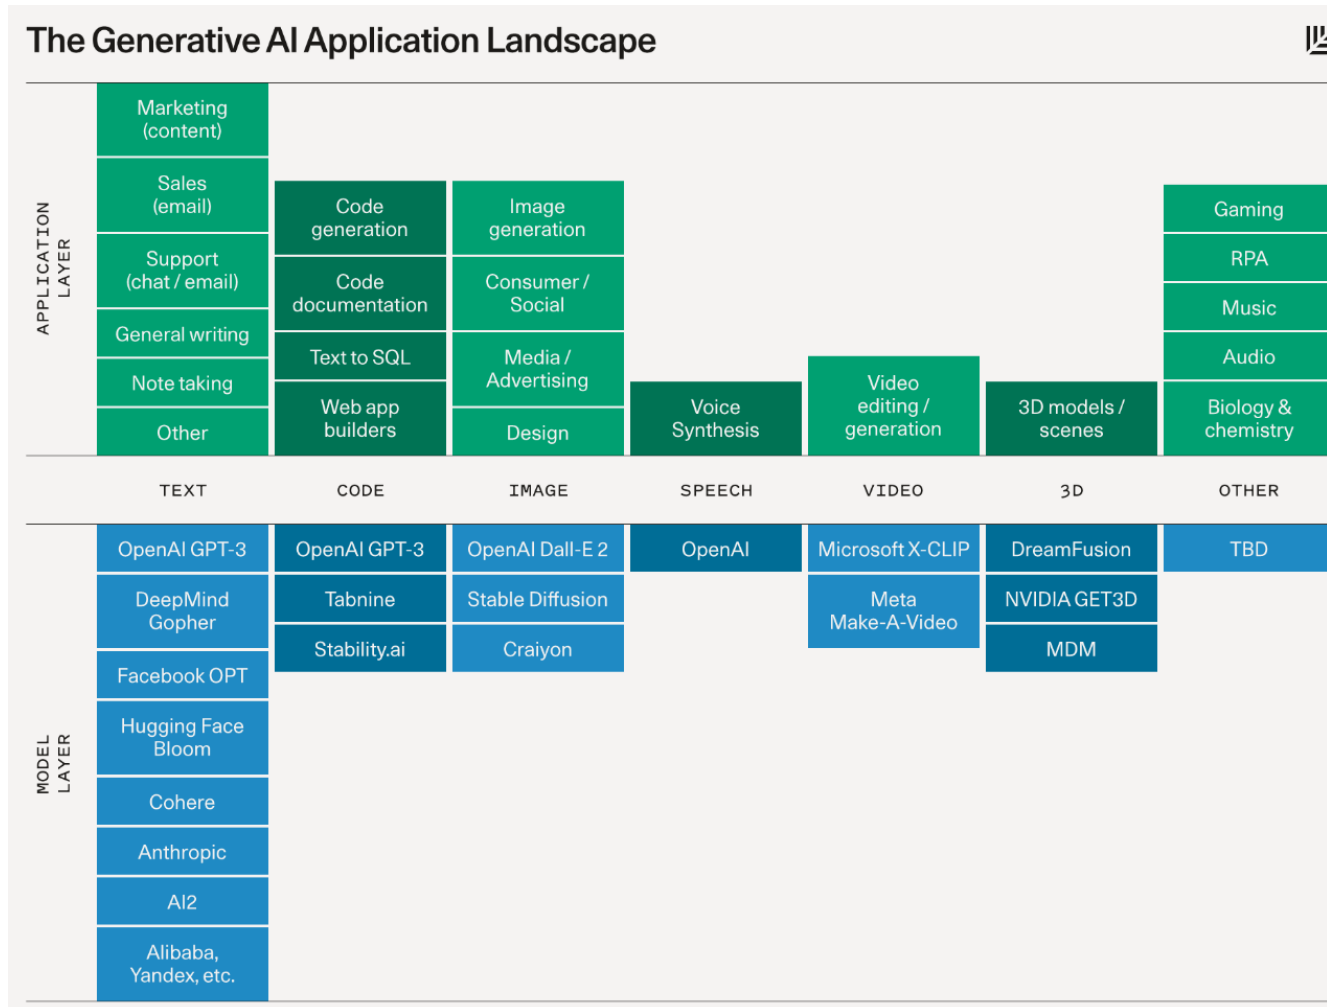 The Generative AI Application Landscape
APPLICATION
LAYER
Marketing
(content)
Sales
(email)
Support
(chat / email)
General writing
Note taking
Other
Code
generation
Code
documentation
Text to SQL
Web app
builders
Image
generation
Consumer /
Social
Media /
Advertising
Design
Voice
Synthesis
Video
editing /
generation
3D models /
scenes
Gaming
RPA
Music
Audio
Biology &
chemistry
TEXT
CODE
IMAGE
SPEECH
VIDEO
3D
OTHER
MODEL
LAYER
OpenAI GPT-3
DeepMind
Gopher
Facebook OPT
Hugging Face
Bloom
Cohere
Anthropic
AI2
Alibaba,
Yandex, etc.
OpenAI GPT-3
Tabnine
Stability.ai
OpenAI Dall-E 2
Stable Diffusion
Craiyon
OpenAI
Microsoft X-CLIP
Meta
Make-A-Video
DreamFusion
NVIDIA GET3D
MDM
TBD